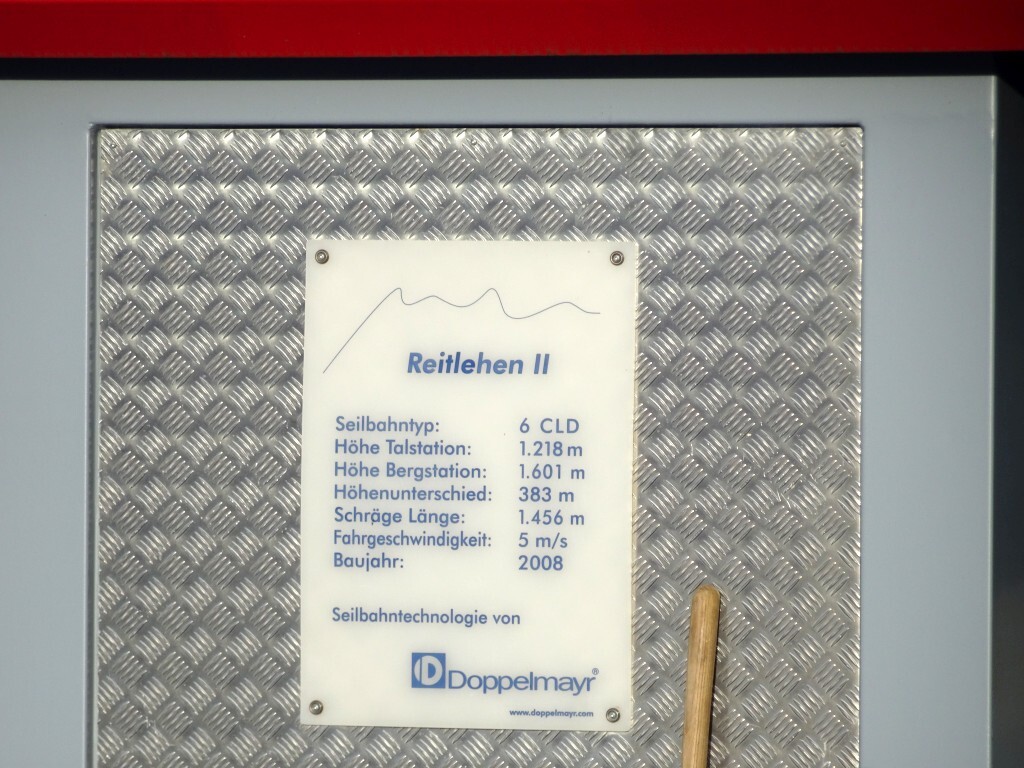 Reitlehen II
Seilbahntyp: 6 CLD
Höhe Talstation: 1.218 m
Höhe Bergstation: 1.601 m
Höhenunterschied: 383 m
Schräge Länge: 1.456 m
Fahrgeschwindigkeit: 5 m/s
Baujahr: 2008
Seilbahntechnologie von
Doppelmayr®
www.doppelmayr.com